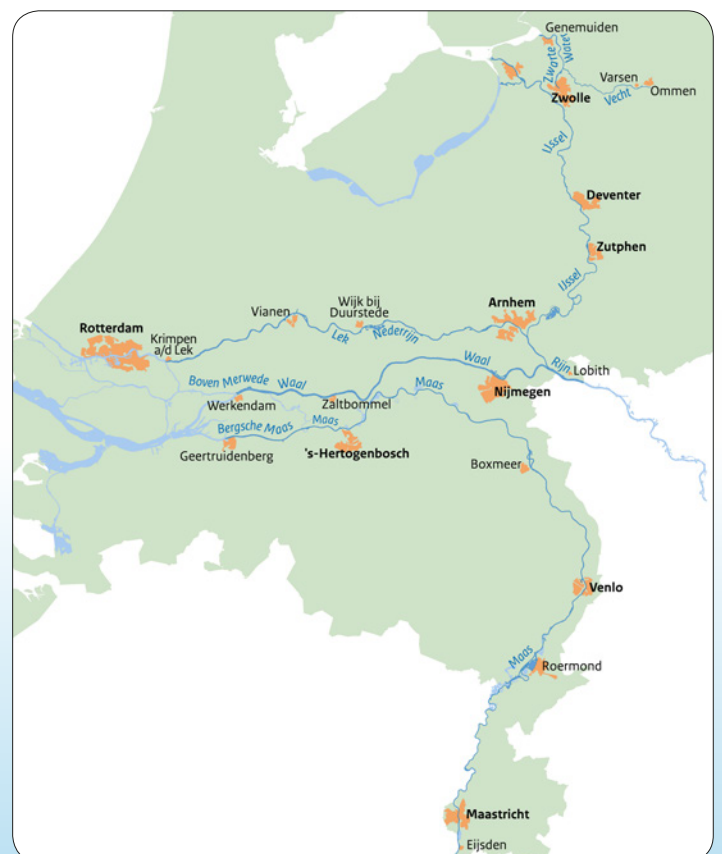 Genemuiden
Zwarte
Water
Varsen
Ommen
Zwolle
Vecht
IJssel
Deventer
Zutphen
IJssel
Arnhem
Wijk bij
Duurstede
Vianen
Rotterdam
Krimpen
a/d Lek
Lek
Nederrijn
Waal
Rijn
Lobith
Boven Merwede
Waal
Maas
Nijmegen
Werkendam
Zaltbommel
Bergsche Maas
Maas
Geertruidenberg
's-Hertogenbosch
Boxmeer
Venlo
Maas
Roermond
Maastricht
Eijsden